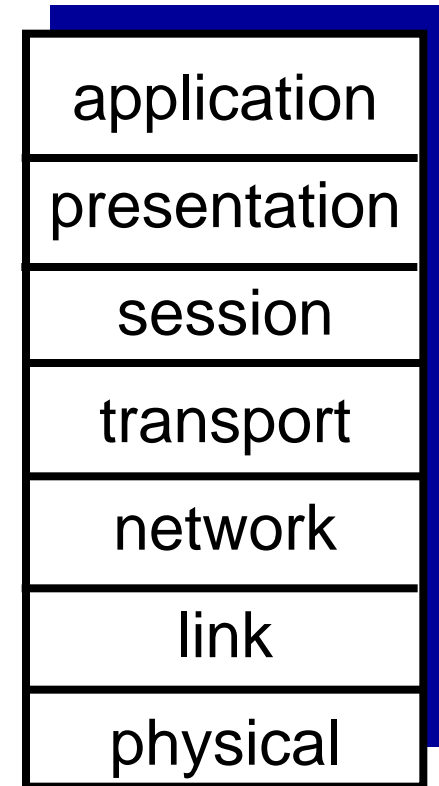 application
presentation
session
transport
network
link
physical